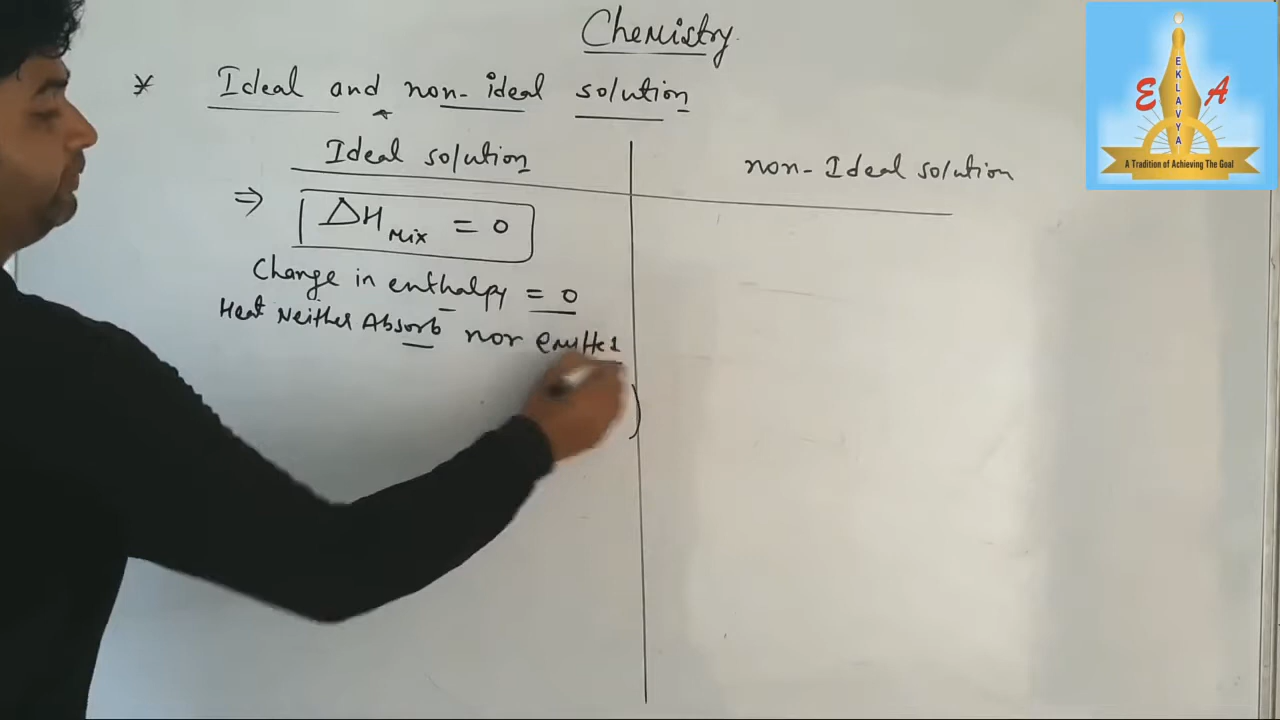 Chemistry.
* Ideal and non-ideal solution
Ideal solution
non-Ideal solution
⇒ ΔH Mix = 0
Change in enthalpy = 0
Heat Neither Absorb nor emitted
E EKLAVYA A
A Tradition of Achieving The Goal